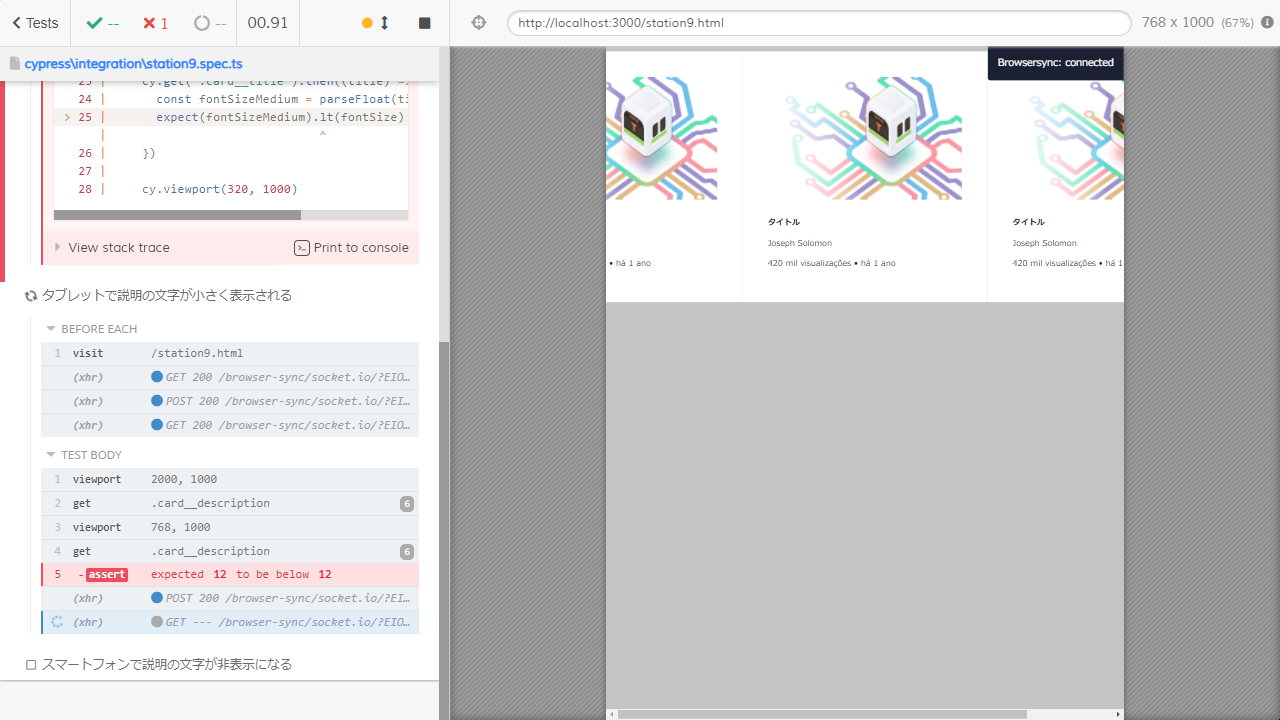 Tests
--
1
--
00.91
http://localhost:3000/station9.html
768 x 1000 (67%)
cypress\integration\station9.spec.ts
24 | const fontSizeMedium = parseFloat(ti
> 25 | expect(fontSizeMedium).lt(fontSize)
| ^
26 | })
27 |
28 | cy.viewport(320, 1000)
View stack trace
Print to console
タブレットで説明の文字が小さく表示される
BEFORE EACH
1 visit /station9.html
(xhr) GET 200 /browser-sync/socket.io/?EIO…
(xhr) POST 200 /browser-sync/socket.io/?EI…
(xhr) GET 200 /browser-sync/socket.io/?EIO…
TEST BODY
1 viewport 2000, 1000
2 get .card__description 6
3 viewport 768, 1000
4 get .card__description 6
5 -assert expected 12 to be below 12
(xhr) POST 200 /browser-sync/socket.io/?EI…
(xhr) GET --- /browser-sync/socket.io/?EIO…
スマートフォンで説明の文字が非表示になる
Browsersync: connected
• há 1 ano
タイトル
Joseph Solomon
420 mil visualizações • há 1 ano
タイトル
Joseph Solomon
420 mil visualizações • há 1